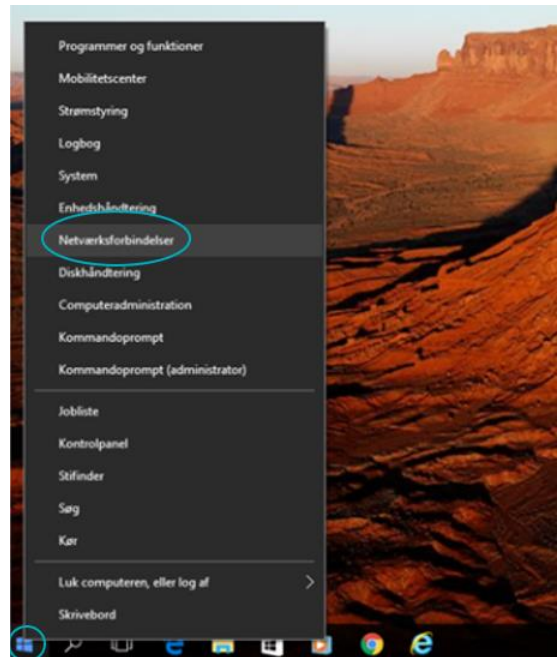 Programmer og funktioner
Mobilitetscenter
Strømstyring
Logbog
System
Enhedshåndtering
Netværksforbindelser
Diskhåndtering
Computeradministration
Kommandoprompt
Kommandoprompt (administrator)
Jobliste
Kontrolpanel
Stifinder
Søg
Kør
Luk computeren, eller log af
Skrivebord